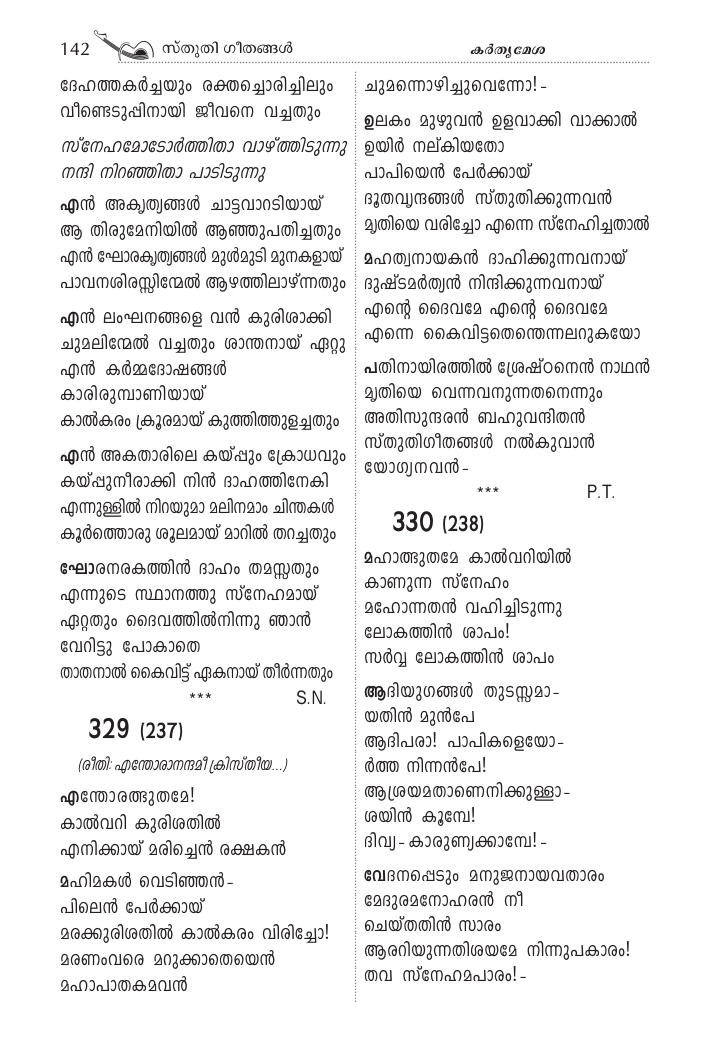 142 സ്തുതി ഗീതങ്ങൾ
കർതൃമേശ
ദേഹത്തകർച്ചയും രക്തച്ചൊരിച്ചിലും
വീണ്ടെടുപ്പിനായി ജീവനെ വച്ചതും
സ്നേഹമോടോർത്തിതാ വാഴ്ത്തിടുന്നു
നന്ദി നിറഞ്ഞിതാ പാടിടുന്നു
എൻ അകൃത്യങ്ങൾ ചാട്ടവാറടിയായ്
ആ തിരുമേനിയിൽ ആഞ്ഞുപതിച്ചതും
എൻ ഘോരകൃത്യങ്ങൾ മുൾമുടി മുനകളായ്
പാവനശിരസ്സിന്മേൽ ആഴത്തിലാഴ്ന്നതും
എൻ ലംഘനങ്ങളെ വൻ കുരിശാക്കി
ചുമലിന്മേൽ വച്ചതും ശാന്തനായ് ഏറ്റു
എൻ കർമ്മദോഷങ്ങൾ
കാരിരുമ്പാണിയായ്
കാൽകരം ക്രൂരമായ് കുത്തിത്തുളച്ചതും
എൻ അകതാരിലെ കയ്പ്പും ക്രോധവും
കയ്പ്പുനീരാക്കി നിൻ ദാഹത്തിനേകി
എന്നുള്ളിൽ നിറയുമാ മലിനമാം ചിന്തകൾ
കൂർത്തൊരു ശൂലമായ് മാറിൽ തറച്ചതും
ഘോരനരകത്തിൻ ദാഹം തമസ്സതും
എന്നുടെ സ്ഥാനത്തു സ്നേഹമായ്
ഏറ്റതും ദൈവത്തിൽനിന്നു ഞാൻ
വേറിട്ടു പോകാതെ
താതനാൽ കൈവിട്ട് ഏകനായ് തീർന്നതും
*** S.N.
329 (237)
(രീതി: എന്തോരാനന്ദമീ ക്രിസ്തീയ...)
എന്തോരത്ഭുതമേ!
കാൽവറി കുരിശതിൽ
എനിക്കായ് മരിച്ചെൻ രക്ഷകൻ
മഹിമകൾ വെടിഞ്ഞൻ-
പിലെൻ പേർക്കായ്
മരക്കുരിശതിൽ കാൽകരം വിരിച്ചോ!
മരണംവരെ മറുക്കാതെയെൻ
മഹാപാതകമവൻ
ചുമന്നൊഴിച്ചുവെന്നോ!-
ഉലകം മുഴുവൻ ഉളവാക്കി വാക്കാൽ
ഉയിർ നല്കിയതോ
പാപിയെൻ പേർക്കായ്
ദൂതവൃന്ദങ്ങൾ സ്തുതിക്കുന്നവൻ
മൃതിയെ വരിച്ചോ എന്നെ സ്നേഹിച്ചതാൽ
മഹത്വനായകൻ ദാഹിക്കുന്നവനായ്
ദുഷ്ടമർത്യൻ നിന്ദിക്കുന്നവനായ്
എന്റെ ദൈവമേ എന്റെ ദൈവമേ
എന്നെ കൈവിട്ടതെന്തെന്നലറുകയോ
പതിനായിരത്തിൽ ശ്രേഷ്ഠനെൻ നാഥൻ
മൃതിയെ വെന്നവനുന്നതനെന്നും
അതിസുന്ദരൻ ബഹുവന്ദിതൻ
സ്തുതിഗീതങ്ങൾ നൽകുവാൻ
യോഗ്യനവൻ-
*** P.T.
330 (238)
മഹാത്ഭുതമേ കാൽവറിയിൽ
കാണുന്ന സ്നേഹം
മഹോന്നതൻ വഹിച്ചിടുന്നു
ലോകത്തിൻ ശാപം!
സർവ്വ ലോകത്തിൻ ശാപം
ആദിയുഗങ്ങൾ തുടസ്സമാ-
യതിൻ മുൻപേ
ആദിപരാ! പാപികളെയോ-
ർത്ത നിന്നൻപേ!
ആശ്രയമതാണെനിക്കുള്ളാ-
ശയിൻ കൂമ്പേ!
ദിവ്യ-കാരുണ്യക്കാമ്പേ!-
വേദനപ്പെടും മനുജനായവതാരം
മേദുരമനോഹരൻ നീ
ചെയ്തതിൻ സാരം
ആരറിയുന്നതിശയമേ നിന്നുപകാരം!
തവ സ്നേഹമപാരം!-